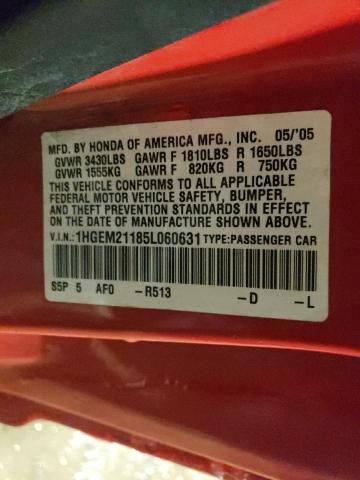 MFD. BY HONDA OF AMERICA MFG., INC. 05/'05
GVWR 3430LBS GAWR F 1810LBS R 1650LBS
GVWR 1555KG GAWR F 820KG R 750KG
THIS VEHICLE CONFORMS TO ALL APPLICABLE
FEDERAL MOTOR VEHICLE SAFETY, BUMPER,
AND THEFT PREVENTION STANDARDS IN EFFECT
ON THE DATE OF MANUFACTURE SHOWN ABOVE.
V.I.N.: 1HGEM21185L060631 TYPE:PASSENGER CAR
S5P 5 AF0 -R513 -D -L